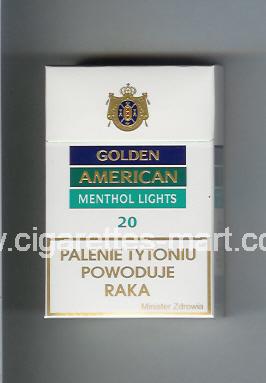 GOLDEN
AMERICAN
MENTHOL LIGHTS
20
www.cigarettes-mart.com
PALENIE TYTONIU
POWODUJE
RAKA
Minister Zdrowia